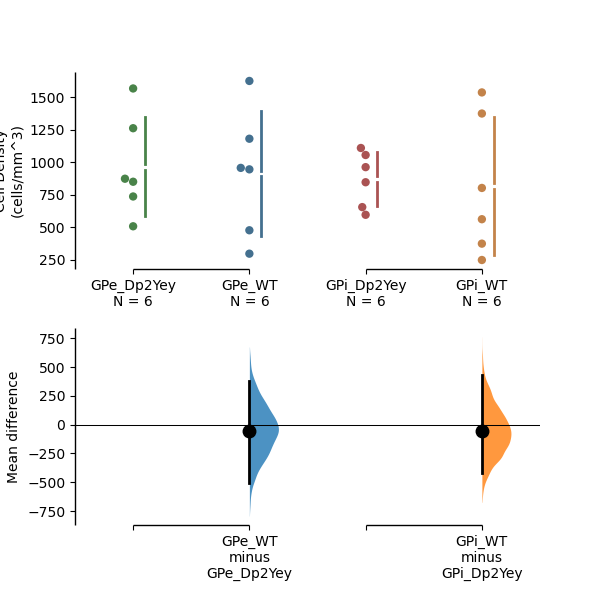 Cell Density
(cells/mm^3)
1500
1250
1000
750
500
250
GPe_Dp2Yey
N = 6
GPe_WT
N = 6
GPi_Dp2Yey
N = 6
GPi_WT
N = 6
Mean difference
750
500
250
0
−250
−500
−750
GPe_WT
minus
GPe_Dp2Yey
GPi_WT
minus
GPi_Dp2Yey